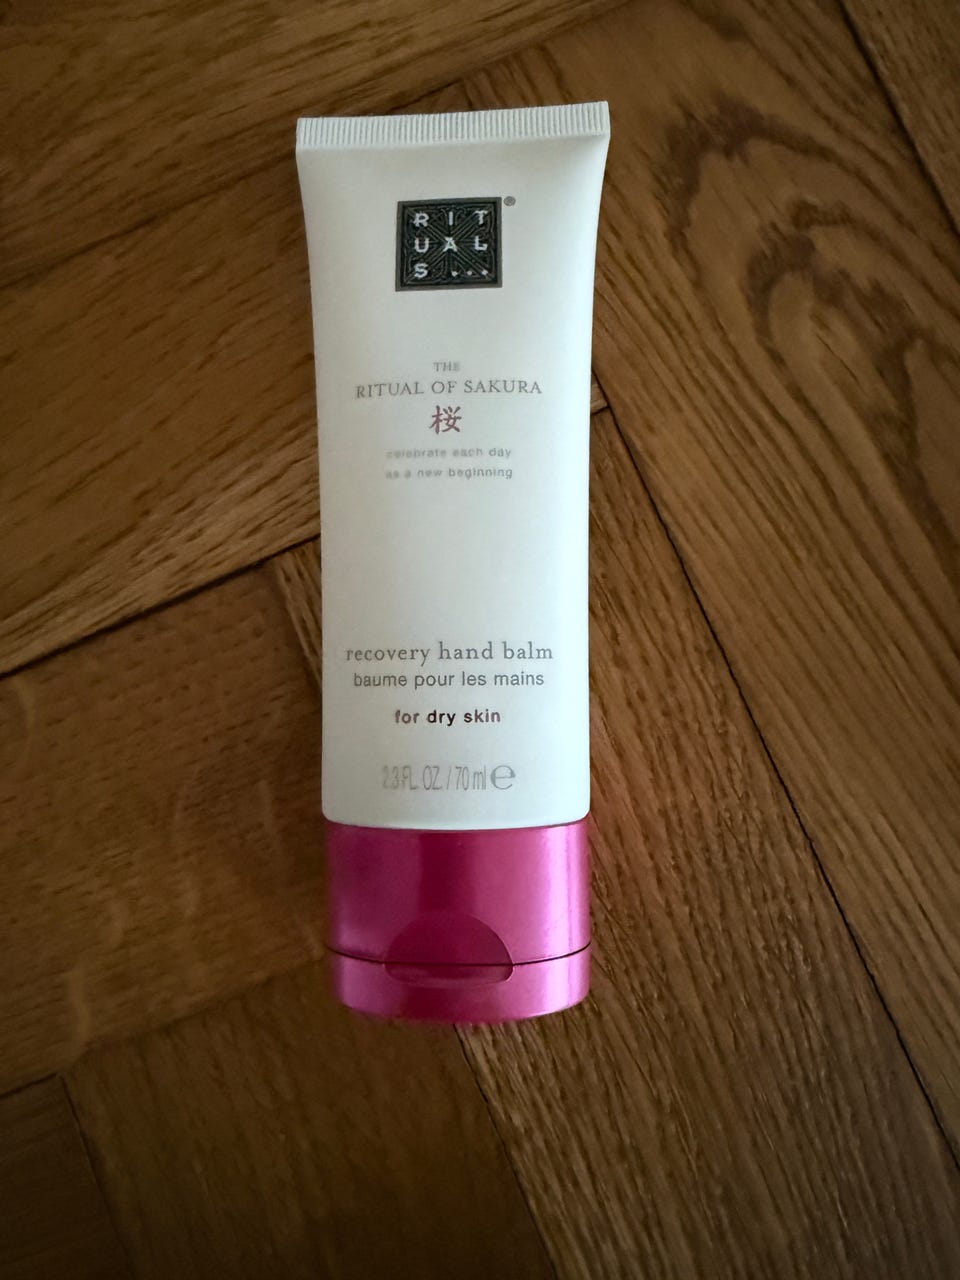 RIT
UAL
S...
®
THE
RITUAL OF SAKURA
桜
celebrate each day
as a new beginning
recovery hand balm
baume pour les mains
for dry skin
2.3 FL. OZ. / 70 ml ℮